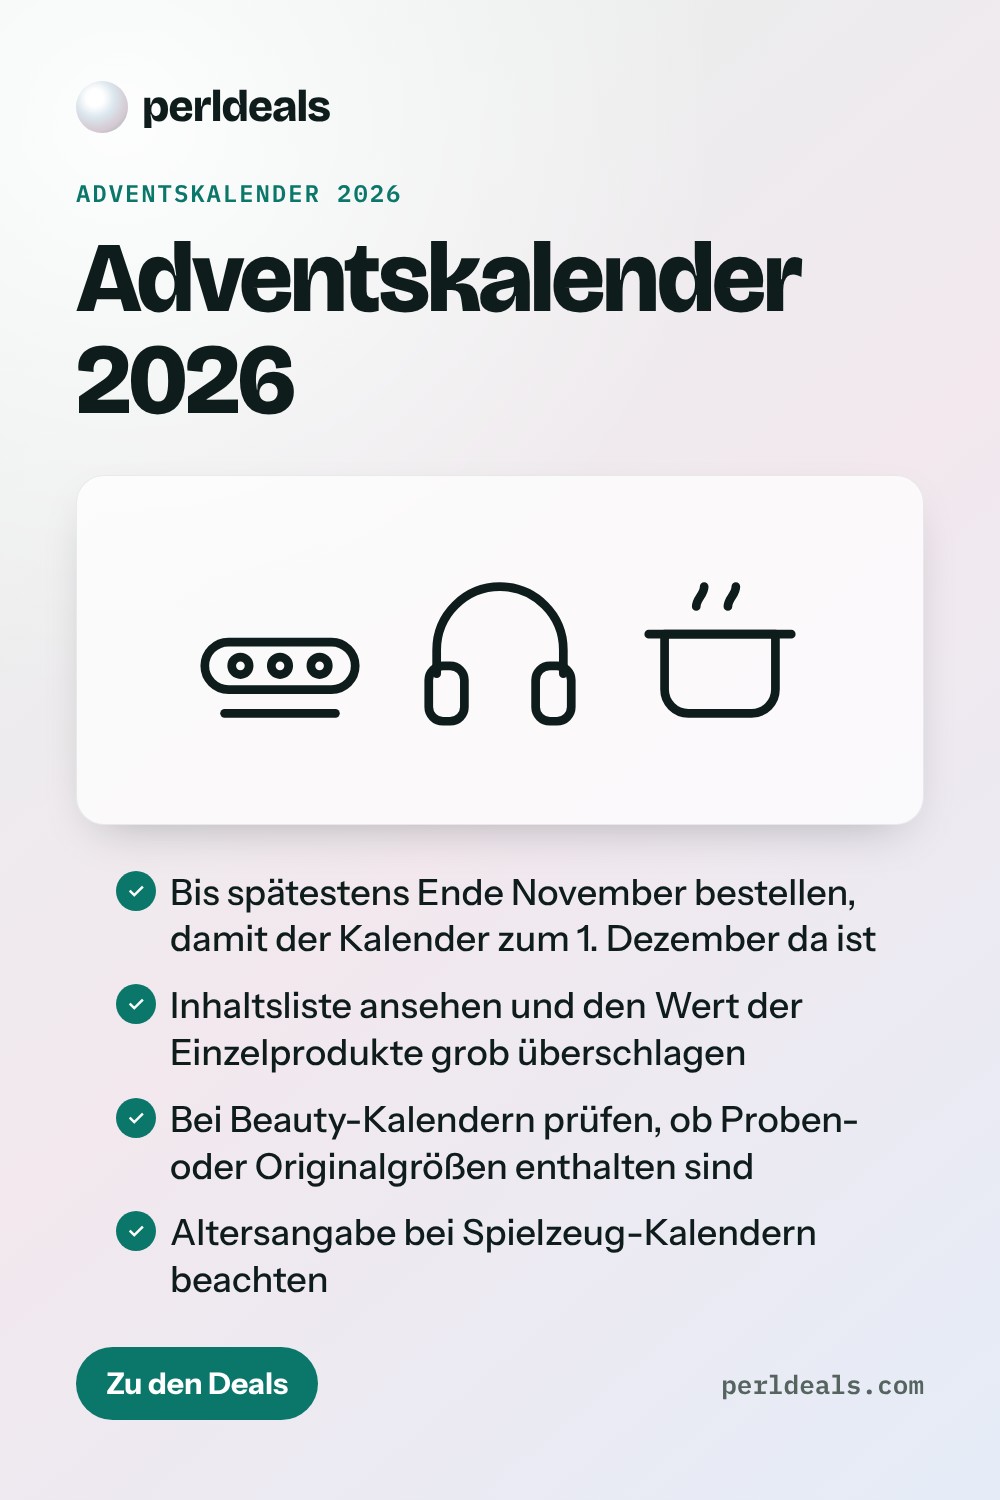 perldeals
ADVENTSKALENDER 2026
Adventskalender
2026
Bis spätestens Ende November bestellen,
damit der Kalender zum 1. Dezember da ist
Inhaltsliste ansehen und den Wert der
Einzelprodukte grob überschlagen
Bei Beauty-Kalendern prüfen, ob Proben-
oder Originalgrößen enthalten sind
Altersangabe bei Spielzeug-Kalendern
beachten
Zu den Deals
perldeals.com